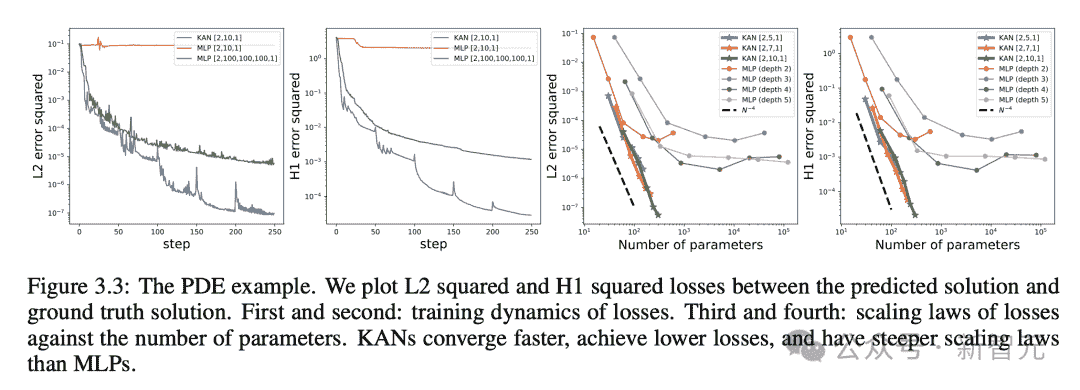 KAN [2,10,1]
MLP [2,10,1]
MLP [2,100,100,100,1]
L2 error squared
10⁻¹
10⁻²
10⁻³
10⁻⁴
10⁻⁵
10⁻⁶
10⁻⁷
0 50 100 150 200 250
step
KAN [2,10,1]
MLP [2,10,1]
MLP [2,100,100,100,1]
H1 error squared
10⁰
10⁻¹
10⁻²
10⁻³
10⁻⁴
0 50 100 150 200 250
step
KAN [2,5,1]
KAN [2,7,1]
KAN [2,10,1]
MLP (depth 2)
MLP (depth 3)
MLP (depth 4)
MLP (depth 5)
N⁻⁴
L2 error squared
10⁻¹
10⁻²
10⁻³
10⁻⁴
10⁻⁵
10⁻⁶
10⁻⁷
10¹ 10² 10³ 10⁴ 10⁵
Number of parameters
KAN [2,5,1]
KAN [2,7,1]
KAN [2,10,1]
MLP (depth 2)
MLP (depth 3)
MLP (depth 4)
MLP (depth 5)
N⁻⁴
H1 error squared
10⁰
10⁻¹
10⁻²
10⁻³
10⁻⁴
10¹ 10² 10³ 10⁴ 10⁵
Number of parameters
Figure 3.3: The PDE example. We plot L2 squared and H1 squared losses between the predicted solution and
ground truth solution. First and second: training dynamics of losses. Third and fourth: scaling laws of losses
against the number of parameters. KANs converge faster, achieve lower losses, and have steeper scaling laws
than MLPs.
公众号 · 新智元